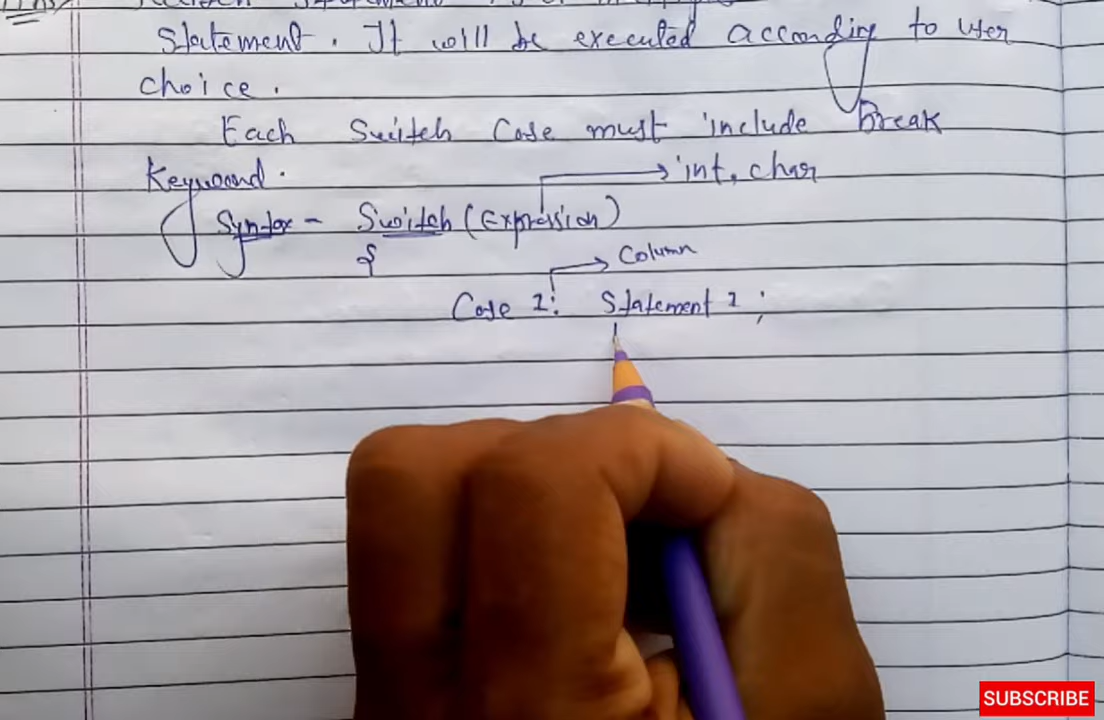 Statement. It will be executed according to user
choice.
Each Switch Case must include break
Keyword.
int, char
Syntax - Switch (Expression)
{
Column
Case 1: Statement 1;
SUBSCRIBE